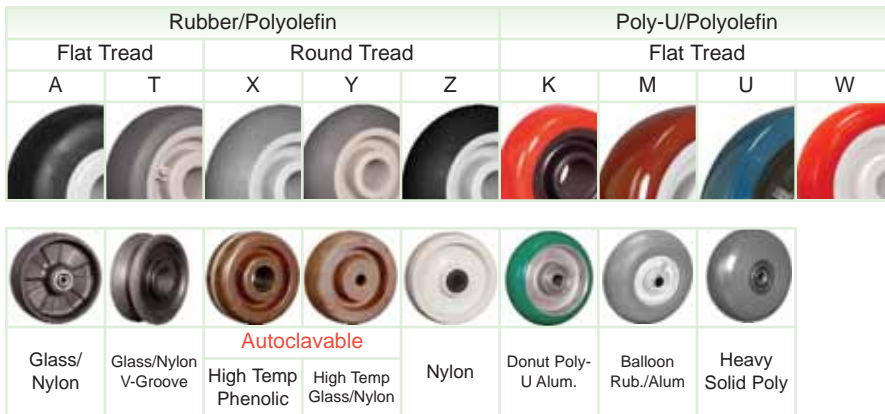 Rubber/Polyolefin Poly-U/Polyolefin
Flat Tread Round Tread Flat Tread
A T X Y Z K M U W
Autoclavable
Glass/
Nylon
Glass/Nylon
V-Groove
High Temp
Phenolic
High Temp
Glass/Nylon
Nylon
Donut Poly-
U Alum.
Balloon
Rub./Alum
Heavy
Solid Poly